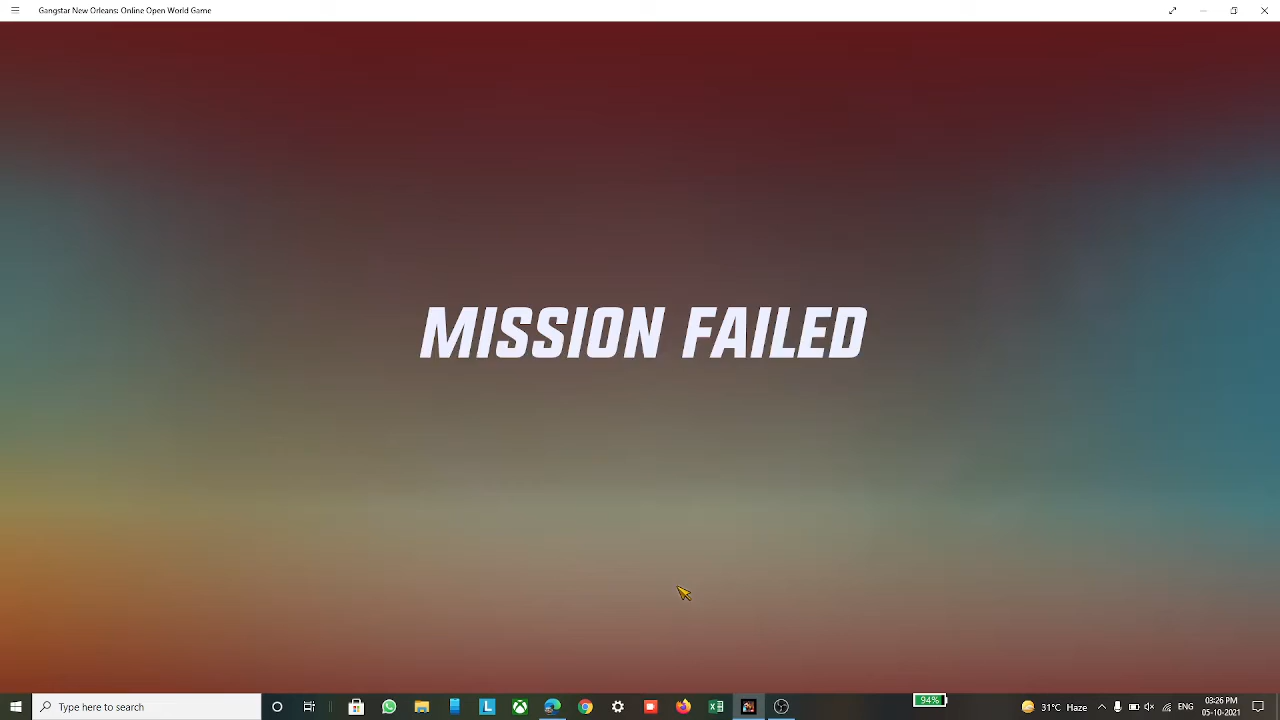 Gangstar New Orleans: Online Open World Game
MISSION FAILED
Type here to search
94%
31°C Haze
ENG
03:26 PM
05-10-2021